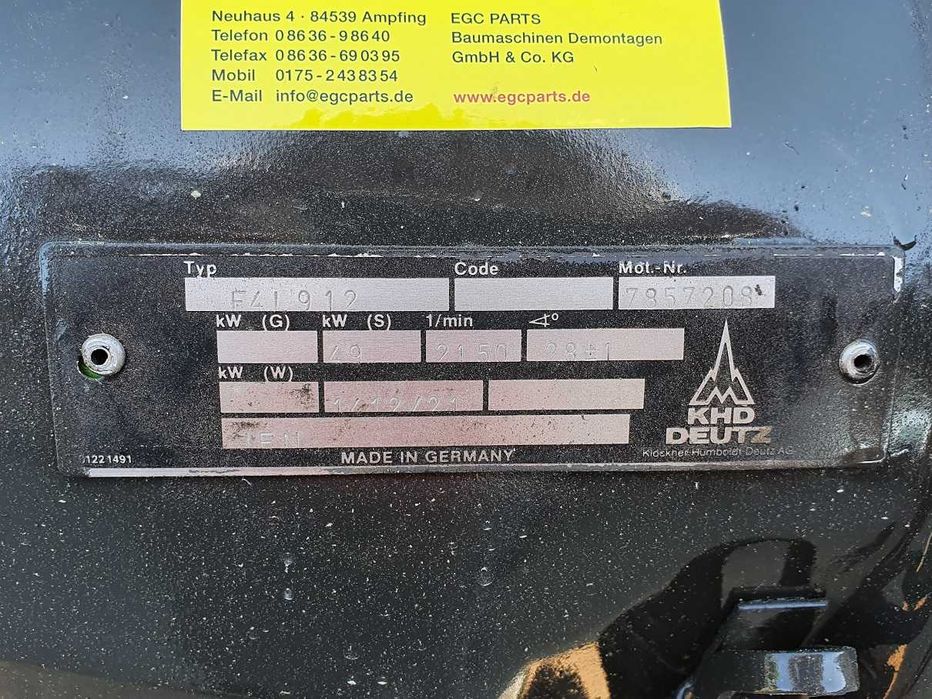 Neuhaus 4 · 84539 Ampfing
Telefon 08636-98640
Telefax 08636-690395
Mobil 0175-2438354
E-Mail info@egcparts.de
EGC PARTS
Baumaschinen Demontagen
GmbH & Co. KG
www.egcparts.de
Typ Code Mot.-Nr.
F4L912 7857208
kW (G) kW (S) 1/min ∢°
49 2150 28±1
kW (W)
KHD
DEUTZ
Klöckner-Humboldt-Deutz AG
MADE IN GERMANY
01221491